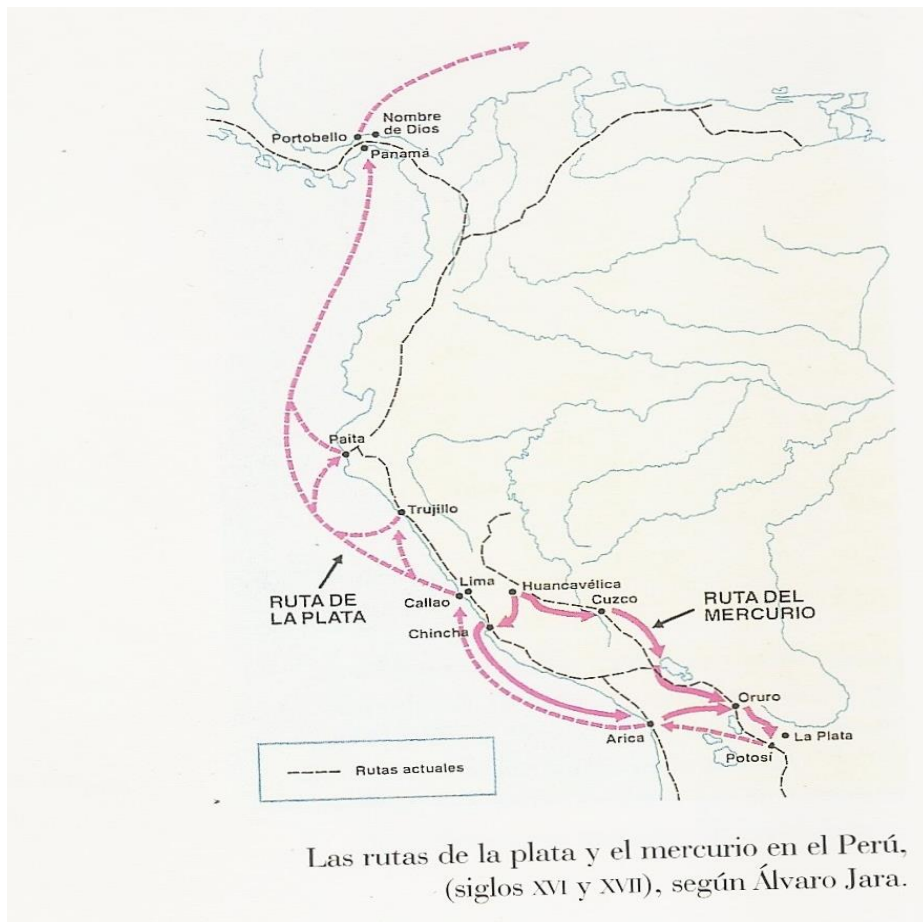 Nombre
de Dios
Portobello
Panamá
Paita
Trujillo
Lima
Callao
Huancavélica
Cuzco
Chincha
RUTA DE
LA PLATA
RUTA DEL
MERCURIO
Oruro
Arica
La Plata
Potosí
Rutas actuales
Las rutas de la plata y el mercurio en el Perú,
(siglos XVI y XVII), según Álvaro Jara.